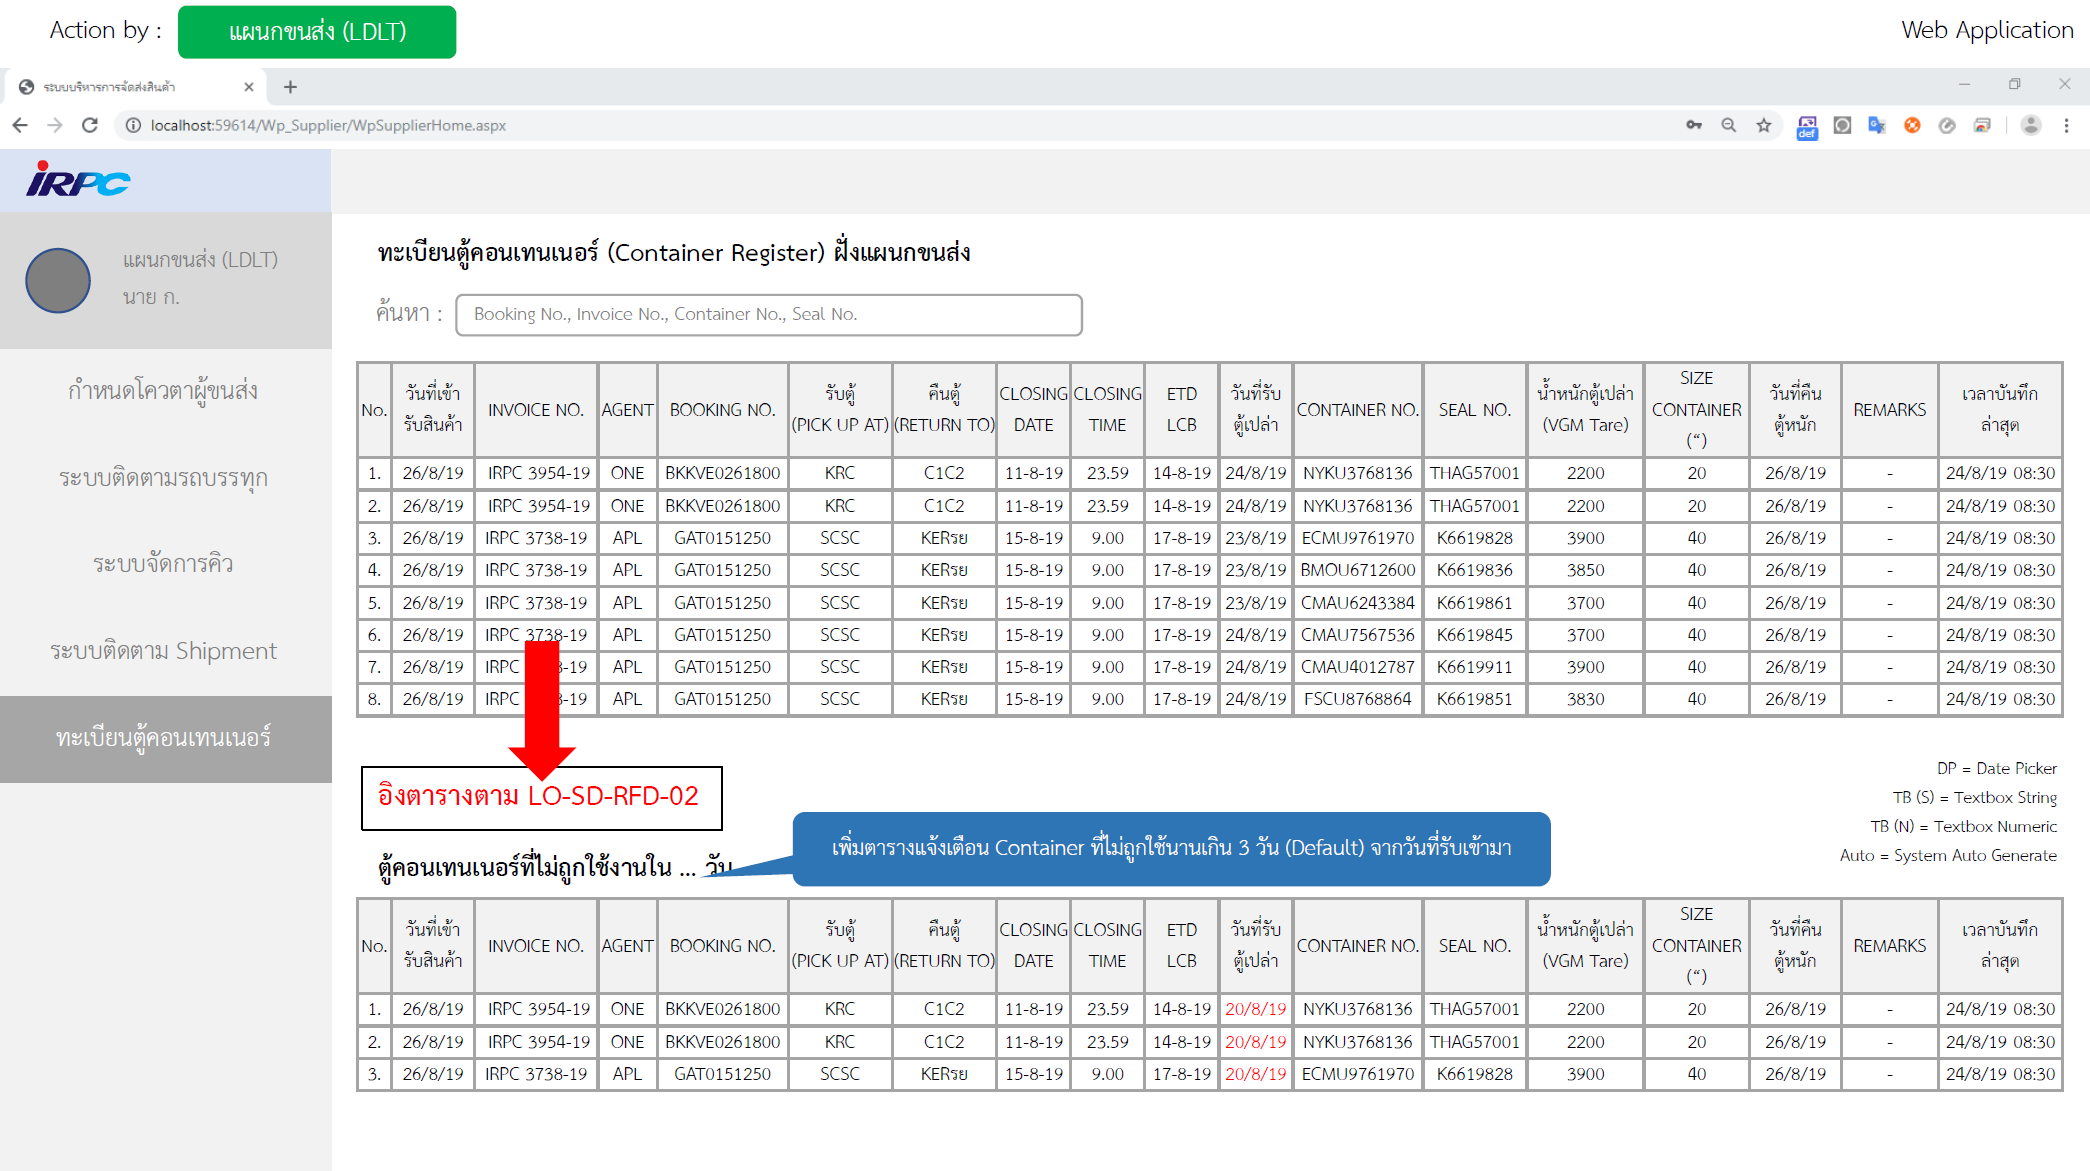 Action by :
แผนกขนส่ง (LDLT)
Web Application
ระบบบริหารการจัดส่งสินค้า
localhost:59614/Wp_Supplier/WpSupplierHome.aspx
def
IRPC
แผนกขนส่ง (LDLT)
นาย ก.
กำหนดโควตาผู้ขนส่ง
ระบบติดตามรถบรรทุก
ระบบจัดการคิว
ระบบติดตาม Shipment
ทะเบียนตู้คอนเทนเนอร์
ทะเบียนตู้คอนเทนเนอร์ (Container Register) ฝั่งแผนกขนส่ง
ค้นหา : Booking No., Invoice No., Container No., Seal No.
No. วันที่เข้ารับสินค้า INVOICE NO. AGENT BOOKING NO. รับตู้ (PICK UP AT) คืนตู้ (RETURN TO) CLOSING DATE CLOSING TIME ETD LCB วันที่รับตู้เปล่า CONTAINER NO. SEAL NO. น้ำหนักตู้เปล่า (VGM Tare) SIZE CONTAINER (“) วันที่คืนตู้หนัก REMARKS เวลาบันทึกล่าสุด
1. 26/8/19 IRPC 3954-19 ONE BKKVE0261800 KRC C1C2 11-8-19 23.59 14-8-19 24/8/19 NYKU3768136 THAG57001 2200 20 26/8/19 - 24/8/19 08:30
2. 26/8/19 IRPC 3954-19 ONE BKKVE0261800 KRC C1C2 11-8-19 23.59 14-8-19 24/8/19 NYKU3768136 THAG57001 2200 20 26/8/19 - 24/8/19 08:30
3. 26/8/19 IRPC 3738-19 APL GAT0151250 SCSC KERรย 15-8-19 9.00 17-8-19 23/8/19 ECMU9761970 K6619828 3900 40 26/8/19 - 24/8/19 08:30
4. 26/8/19 IRPC 3738-19 APL GAT0151250 SCSC KERรย 15-8-19 9.00 17-8-19 23/8/19 BMOU6712600 K6619836 3850 40 26/8/19 - 24/8/19 08:30
5. 26/8/19 IRPC 3738-19 APL GAT0151250 SCSC KERรย 15-8-19 9.00 17-8-19 23/8/19 CMAU6243384 K6619861 3700 40 26/8/19 - 24/8/19 08:30
6. 26/8/19 IRPC 3738-19 APL GAT0151250 SCSC KERรย 15-8-19 9.00 17-8-19 24/8/19 CMAU7567536 K6619845 3700 40 26/8/19 - 24/8/19 08:30
7. 26/8/19 IRPC -19 APL GAT0151250 SCSC KERรย 15-8-19 9.00 17-8-19 24/8/19 CMAU4012787 K6619911 3900 40 26/8/19 - 24/8/19 08:30
8. 26/8/19 IRPC -19 APL GAT0151250 SCSC KERรย 15-8-19 9.00 17-8-19 24/8/19 FSCU8768864 K6619851 3830 40 26/8/19 - 24/8/19 08:30
อิงตารางตาม LO-SD-RFD-02
DP = Date Picker
TB (S) = Textbox String
TB (N) = Textbox Numeric
Auto = System Auto Generate
เพิ่มตารางแจ้งเตือน Container ที่ไม่ถูกใช้นานเกิน 3 วัน (Default) จากวันที่รับเข้ามา
ตู้คอนเทนเนอร์ที่ไม่ถูกใช้งานใน ... วัน
No. วันที่เข้ารับสินค้า INVOICE NO. AGENT BOOKING NO. รับตู้ (PICK UP AT) คืนตู้ (RETURN TO) CLOSING DATE CLOSING TIME ETD LCB วันที่รับตู้เปล่า CONTAINER NO. SEAL NO. น้ำหนักตู้เปล่า (VGM Tare) SIZE CONTAINER (“) วันที่คืนตู้หนัก REMARKS เวลาบันทึกล่าสุด
1. 26/8/19 IRPC 3954-19 ONE BKKVE0261800 KRC C1C2 11-8-19 23.59 14-8-19 20/8/19 NYKU3768136 THAG57001 2200 20 26/8/19 - 24/8/19 08:30
2. 26/8/19 IRPC 3954-19 ONE BKKVE0261800 KRC C1C2 11-8-19 23.59 14-8-19 20/8/19 NYKU3768136 THAG57001 2200 20 26/8/19 - 24/8/19 08:30
3. 26/8/19 IRPC 3738-19 APL GAT0151250 SCSC KERรย 15-8-19 9.00 17-8-19 20/8/19 ECMU9761970 K6619828 3900 40 26/8/19 - 24/8/19 08:30